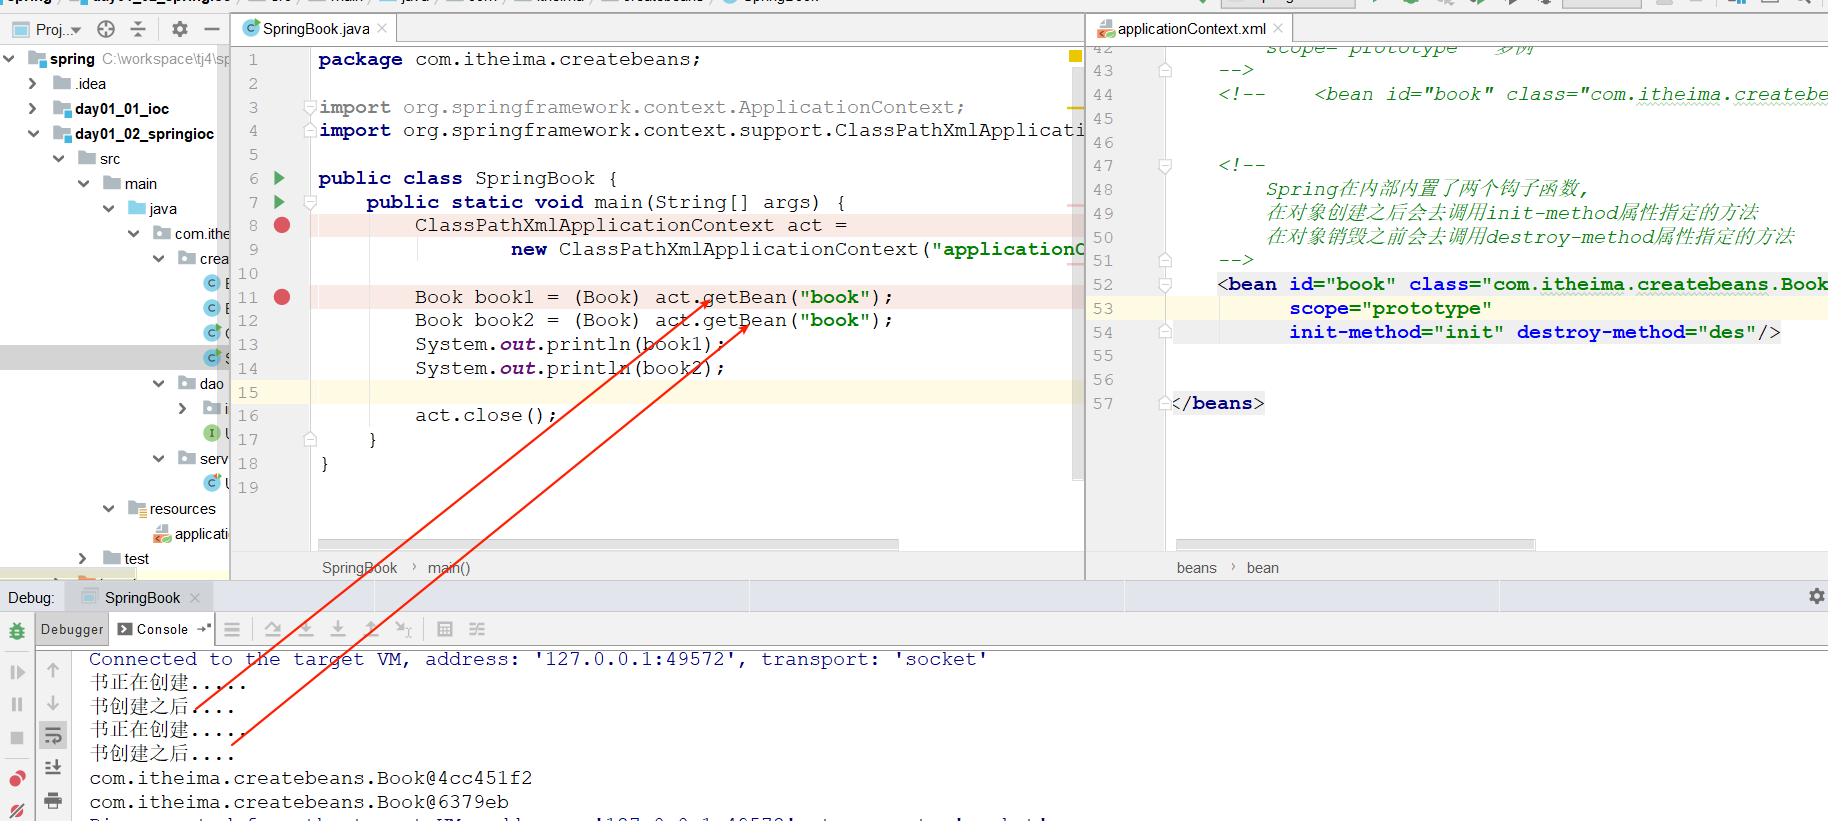 Proj...
spring C:\workspace\tj4\sp
.idea
day01_01_ioc
day01_02_springioc
src
main
java
com.ithe
crea
dao
serv
resources
applicati
test
SpringBook.java
1 package com.itheima.createbeans;
2
3 import org.springframework.context.ApplicationContext;
4 import org.springframework.context.support.ClassPathXmlApplicati
5
6 public class SpringBook {
7 public static void main(String[] args) {
8 ClassPathXmlApplicationContext act =
9 new ClassPathXmlApplicationContext("applicationC
10
11 Book book1 = (Book) act.getBean("book");
12 Book book2 = (Book) act.getBean("book");
13 System.out.println(book1);
14 System.out.println(book2);
15
16 act.close();
17 }
18 }
19
SpringBook › main()
applicationContext.xml
42 scope="prototype" 多例
43 -->
44 <!-- <bean id="book" class="com.itheima.createbe
45
46
47 <!--
48 Spring在内部内置了两个钩子函数,
49 在对象创建之后会去调用init-method属性指定的方法
50 在对象销毁之前会去调用destroy-method属性指定的方法
51 -->
52 <bean id="book" class="com.itheima.createbeans.Book
53 scope="prototype"
54 init-method="init" destroy-method="des"/>
55
56
57 </beans>
beans › bean
Debug: SpringBook
Debugger Console
Connected to the target VM, address: '127.0.0.1:49572', transport: 'socket'
书正在创建.....
书创建之后....
书正在创建.....
书创建之后....
com.itheima.createbeans.Book@4cc451f2
com.itheima.createbeans.Book@6379eb